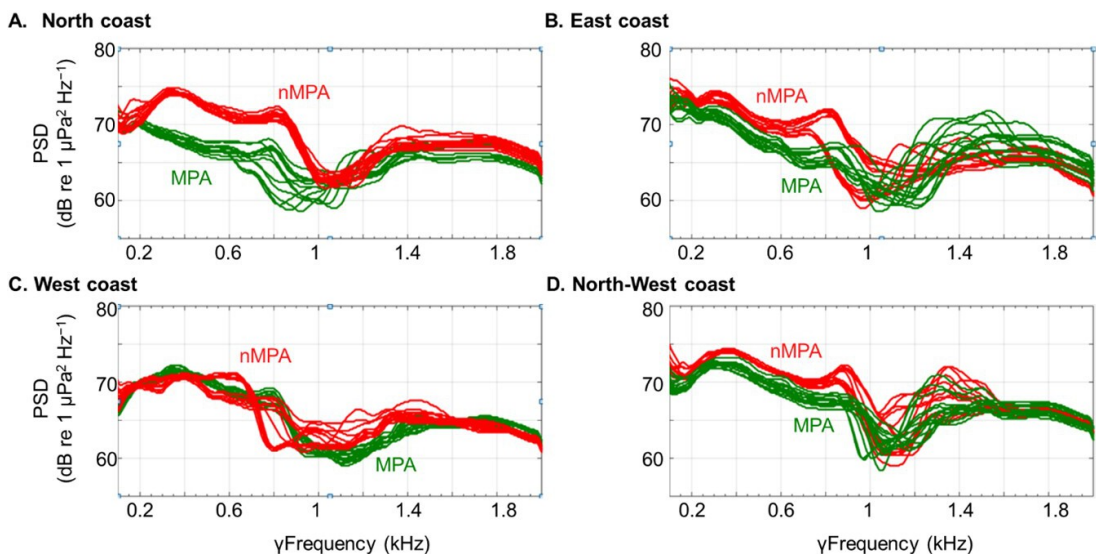 A. North coast
B. East coast
80
70
60
PSD
(dB re 1 μPa² Hz⁻¹)
nMPA
MPA
0.2 0.6 1 1.4 1.8
80
70
60
nMPA
MPA
0.2 0.6 1 1.4 1.8
C. West coast
D. North-West coast
80
70
60
PSD
(dB re 1 μPa² Hz⁻¹)
nMPA
MPA
0.2 0.6 1 1.4 1.8
γFrequency (kHz)
80
70
60
nMPA
MPA
0.2 0.6 1 1.4 1.8
γFrequency (kHz)